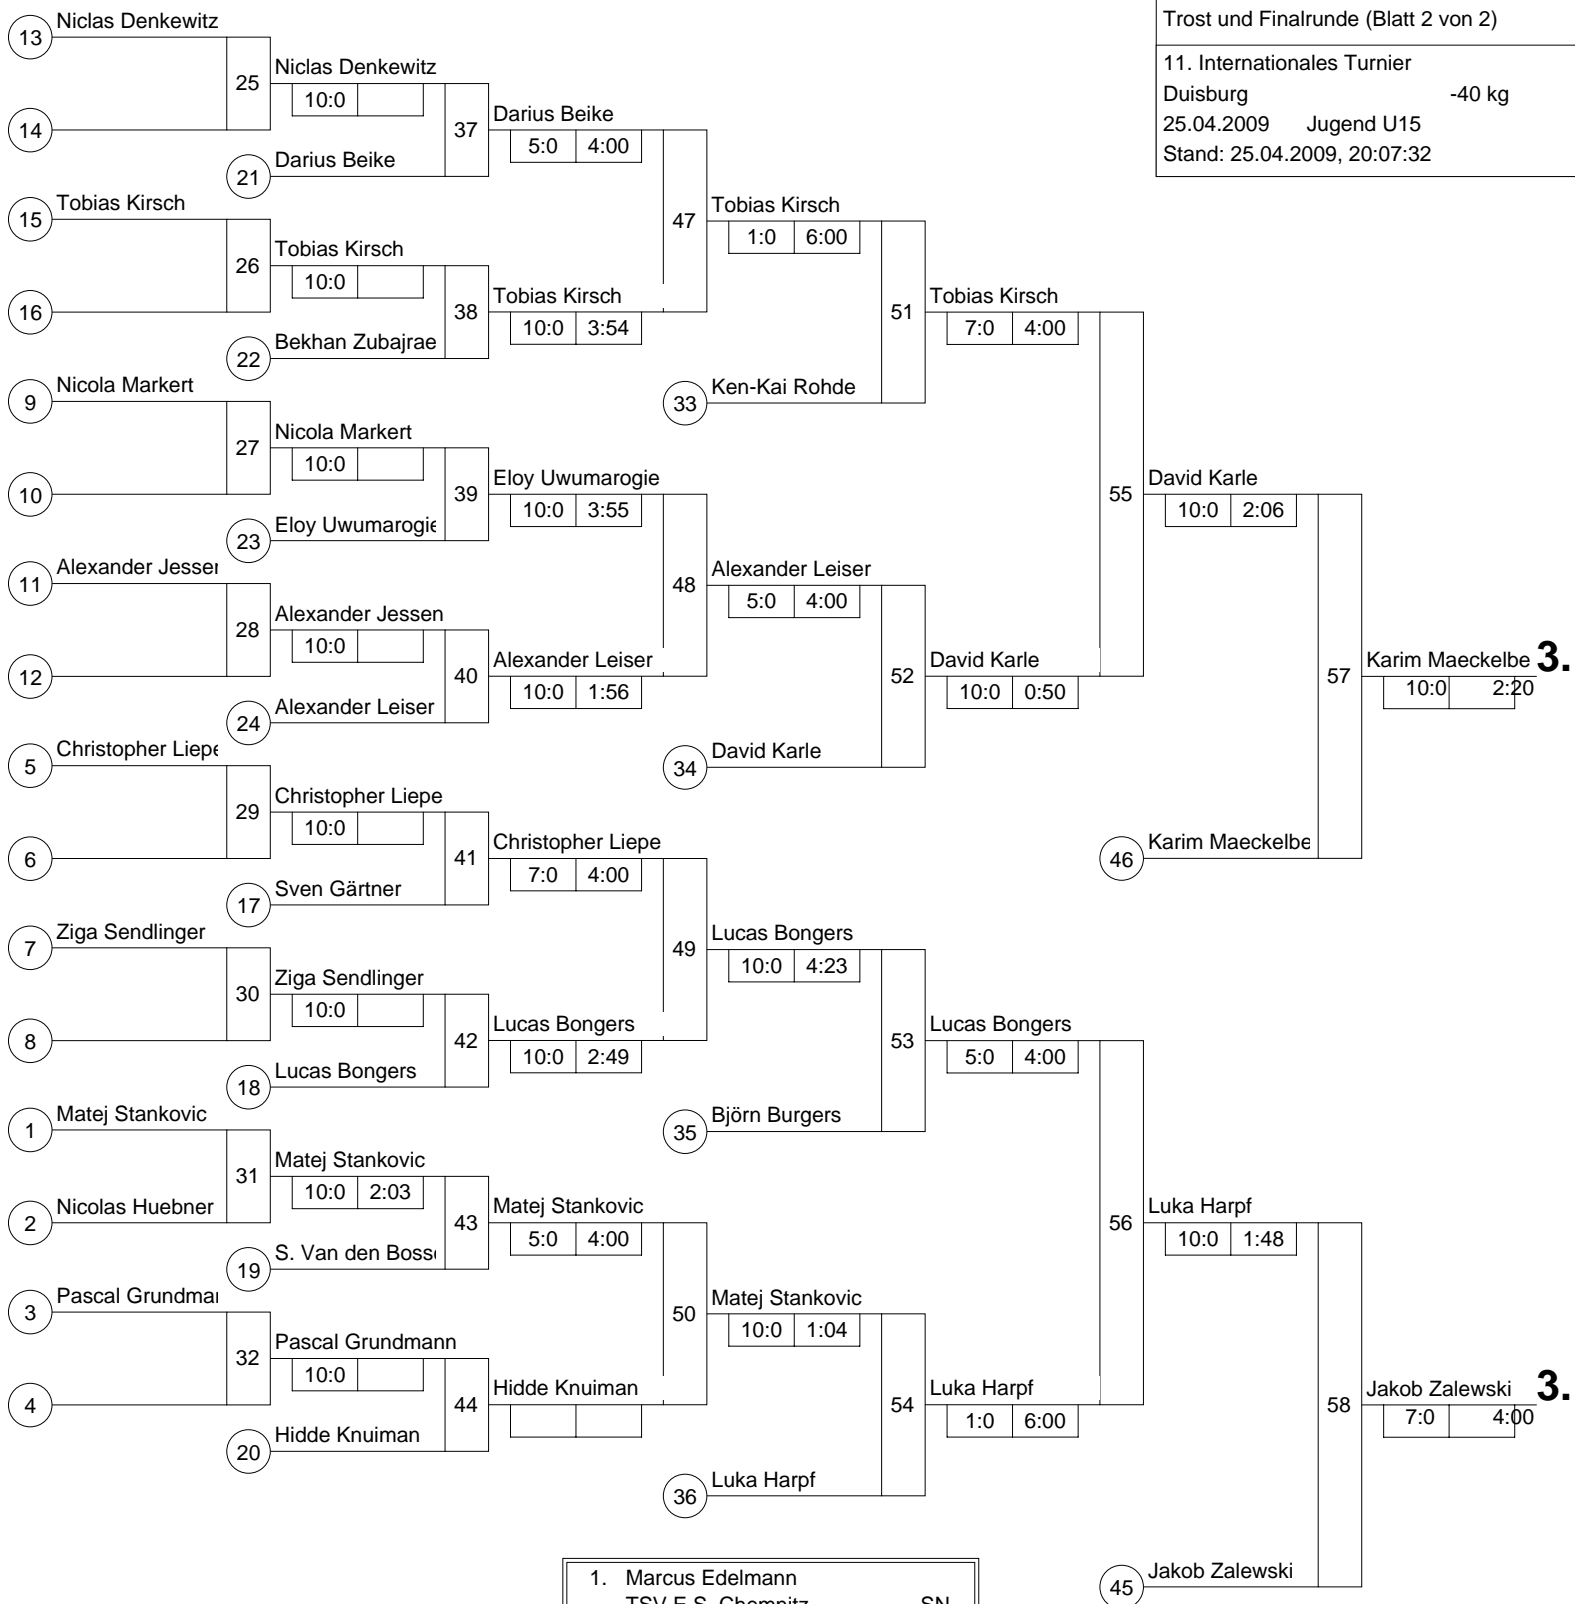 Trost und Finalrunde (Blatt 2 von 2)
11. Internationales Turnier
Duisburg -40 kg
25.04.2009 Jugend U15
Stand: 25.04.2009, 20:07:32
13 Niclas Denkewitz
14
25 Niclas Denkewitz
10:0
21 Darius Beike
37 Darius Beike
5:0 4:00
15 Tobias Kirsch
16
26 Tobias Kirsch
10:0
22 Bekhan Zubajrae
38 Tobias Kirsch
10:0 3:54
47 Tobias Kirsch
1:0 6:00
33 Ken-Kai Rohde
51 Tobias Kirsch
7:0 4:00
9 Nicola Markert
10
27 Nicola Markert
10:0
23 Eloy Uwumarogie
39 Eloy Uwumarogie
10:0 3:55
11 Alexander Jessen
12
28 Alexander Jessen
10:0
24 Alexander Leiser
40 Alexander Leiser
10:0 1:56
48 Alexander Leiser
5:0 4:00
34 David Karle
52 David Karle
10:0 0:50
55 David Karle
10:0 2:06
46 Karim Maeckelbe
57 Karim Maeckelbe 3.
10:0 2:20
5 Christopher Liepe
6
29 Christopher Liepe
10:0
17 Sven Gärtner
41 Christopher Liepe
7:0 4:00
7 Ziga Sendlinger
8
30 Ziga Sendlinger
10:0
18 Lucas Bongers
42 Lucas Bongers
10:0 2:49
49 Lucas Bongers
10:0 4:23
35 Björn Burgers
53 Lucas Bongers
5:0 4:00
1 Matej Stankovic
2 Nicolas Huebner
31 Matej Stankovic
10:0 2:03
19 S. Van den Boss
43 Matej Stankovic
5:0 4:00
3 Pascal Grundma
4
32 Pascal Grundmann
10:0
20 Hidde Knuiman
44 Hidde Knuiman
50 Matej Stankovic
10:0 1:04
36 Luka Harpf
54 Luka Harpf
1:0 6:00
56 Luka Harpf
10:0 1:48
45 Jakob Zalewski
58 Jakob Zalewski 3.
7:0 4:00
1. Marcus Edelmann
TSV E.S. Chemnitz SN